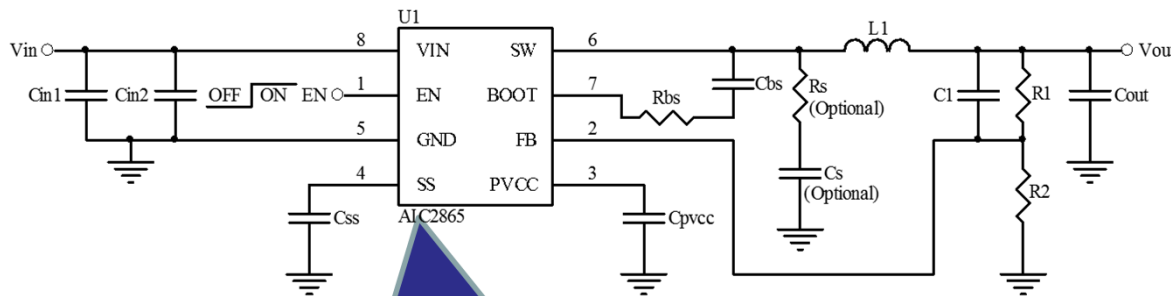 U1
Vin
8
VIN
SW
6
L1
Vou
Cin1
Cin2
OFF
ON
EN
1
EN
BOOT
7
Rbs
Cbs
Rs
(Optional)
C1
R1
Cout
5
GND
FB
2
4
SS
PVCC
3
Cs
(Optional)
R2
Css
AIC2865
Cpvcc